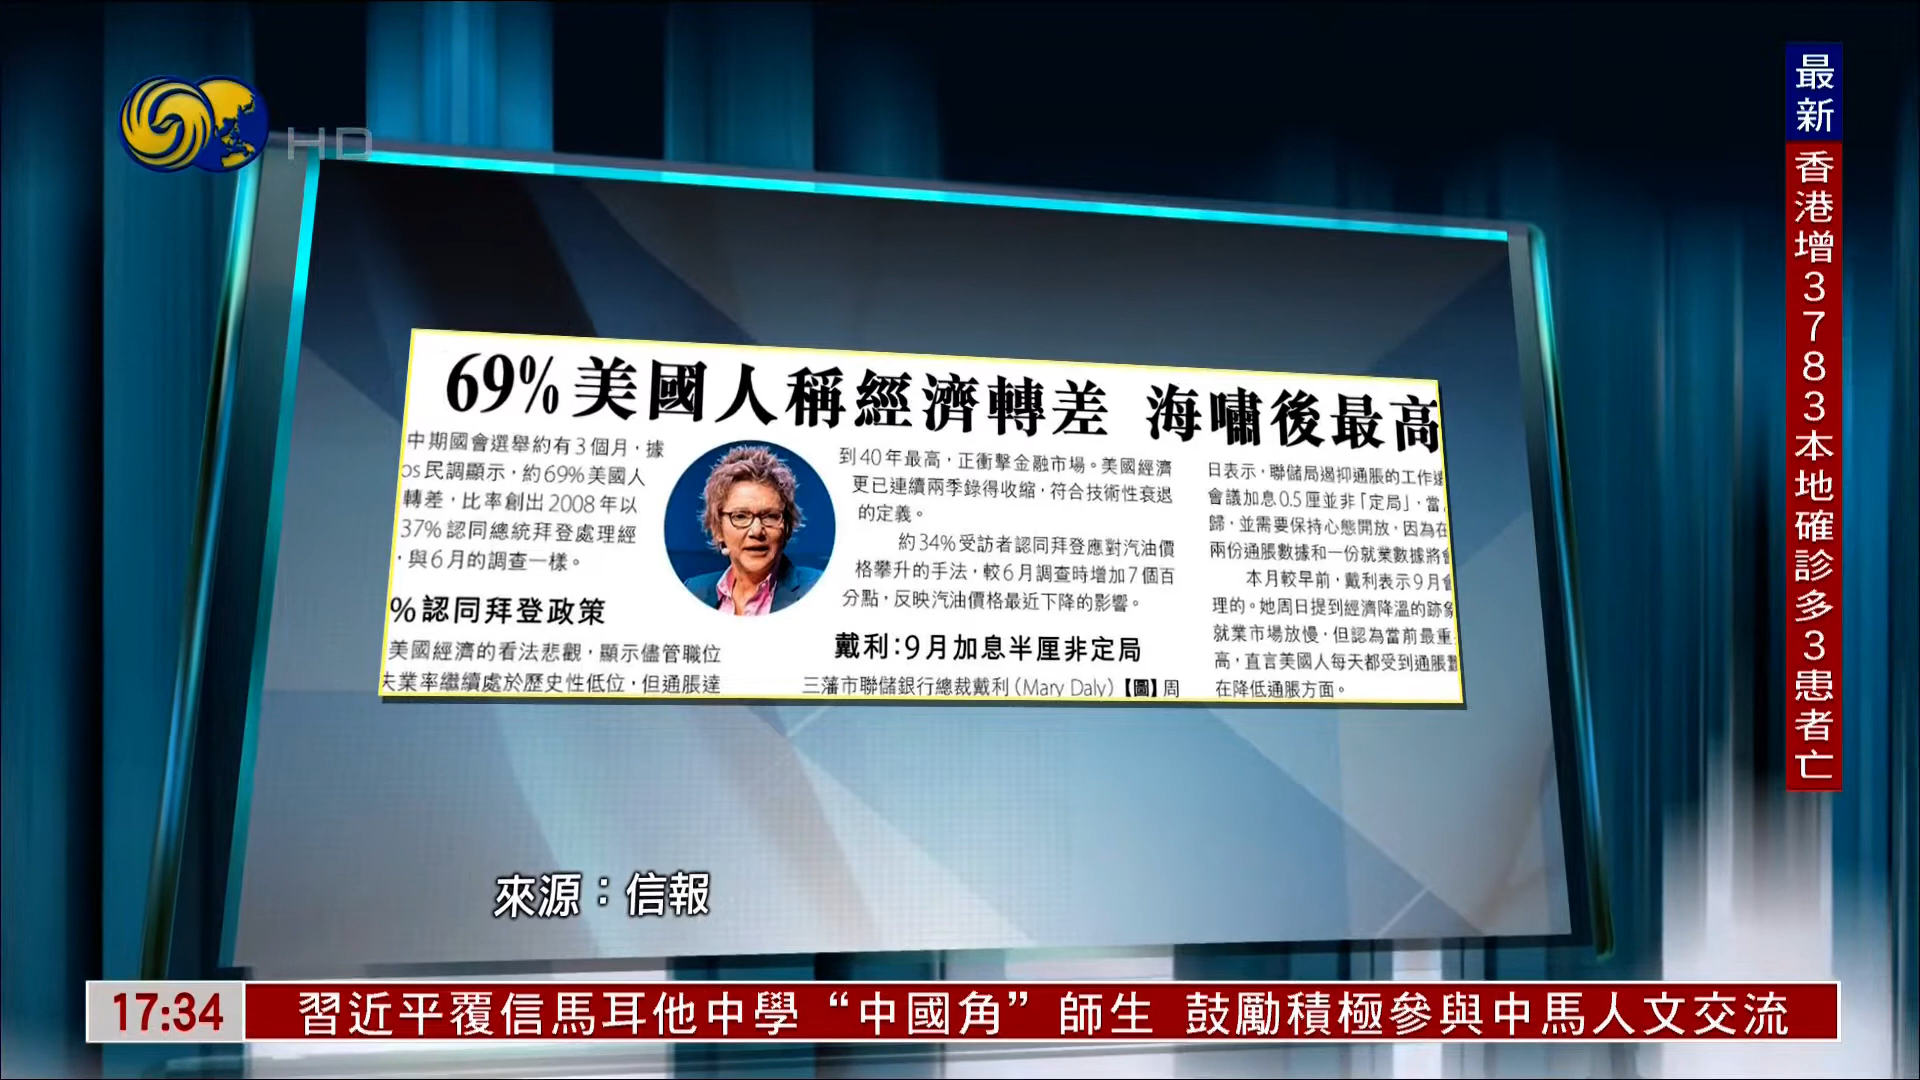 HD
最新
香港增3783本地確診多3患者亡
69%美國人稱經濟轉差 海嘯後最高
中期國會選舉約有3個月，據
os民調顯示，約69%美國人
轉差，比率創出2008年以
37%認同總統拜登處理經
，與6月的調查一樣。
%認同拜登政策
美國經濟的看法悲觀，顯示儘管職位
失業率繼續處於歷史性低位，但通脹達
到40年最高，正衝擊金融市場。美國經濟
更已連續兩季錄得收縮，符合技術性衰退
的定義。
約34%受訪者認同拜登應對汽油價
格攀升的手法，較6月調查時增加7個百
分點，反映汽油價格最近下降的影響。
戴利：9月加息半厘非定局
三藩市聯儲銀行總裁戴利（Mary Daly）【圖】周
日表示，聯儲局遏抑通脹的工作遠
會議加息0.5厘並非「定局」，當
歸，並需要保持心態開放，因為在
兩份通脹數據和一份就業數據將會
本月較早前，戴利表示9月會
理的。她周日提到經濟降溫的跡象
就業市場放慢，但認為當前最重
高，直言美國人每天都受到通脹
在降低通脹方面。
來源：信報
17:34
習近平覆信馬耳他中學“中國角”師生 鼓勵積極參與中馬人文交流